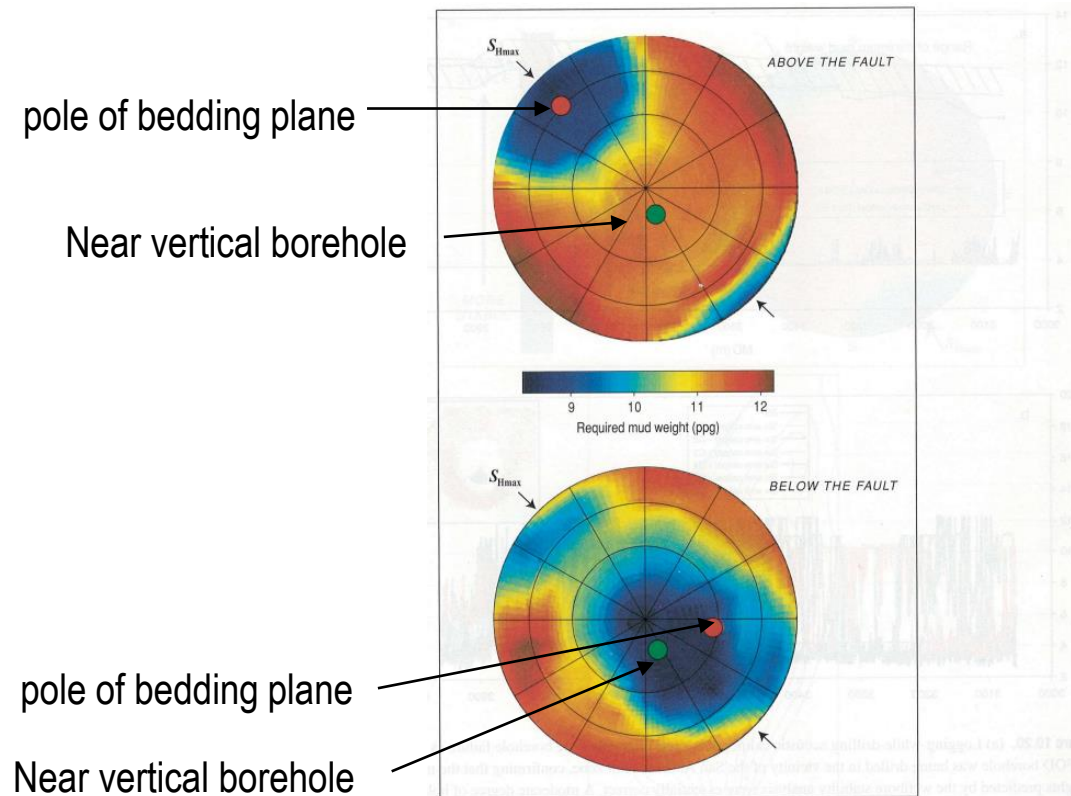 S_Hmax
ABOVE THE FAULT
pole of bedding plane
Near vertical borehole
9 10 11 12
Required mud weight (ppg)
S_Hmax
BELOW THE FAULT
pole of bedding plane
Near vertical borehole